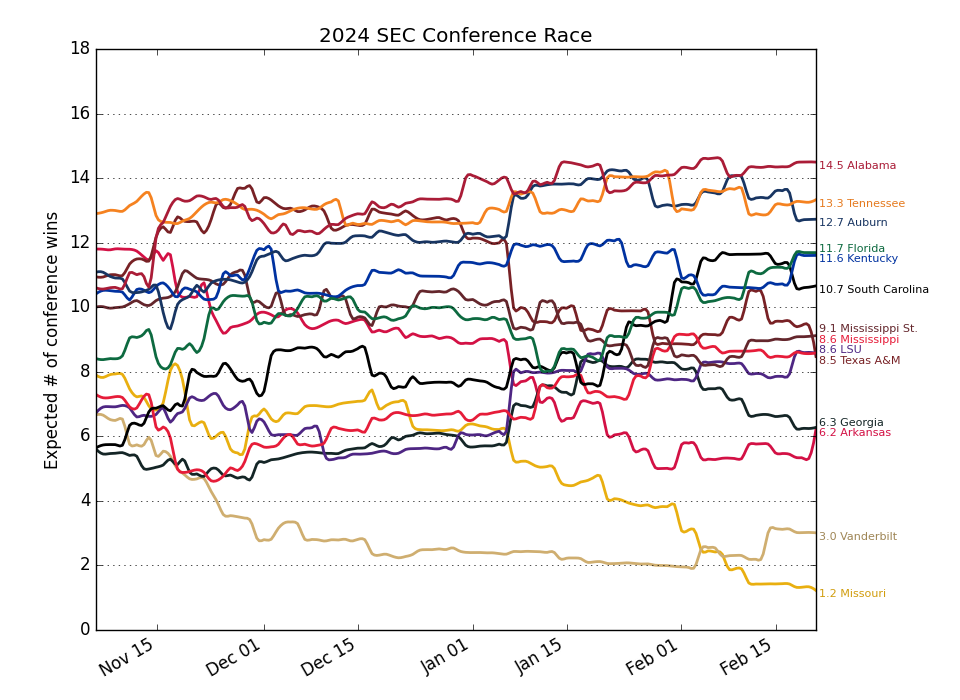 2024 SEC Conference Race
Expected # of conference wins
18
16
14
12
10
8
6
4
2
0
Nov 15
Dec 01
Dec 15
Jan 01
Jan 15
Feb 01
Feb 15
14.5 Alabama
13.3 Tennessee
12.7 Auburn
11.7 Florida
11.6 Kentucky
10.7 South Carolina
9.1 Mississippi St.
8.6 Mississippi
8.6 LSU
8.5 Texas A&M
6.3 Georgia
6.2 Arkansas
3.0 Vanderbilt
1.2 Missouri